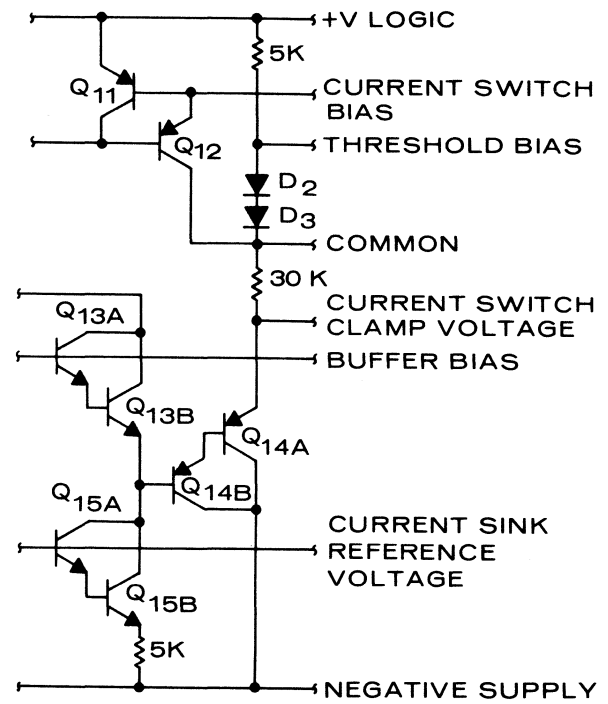 +V LOGIC
5K
Q11
CURRENT SWITCH
BIAS
Q12
THRESHOLD BIAS
D2
D3
COMMON
30 K
CURRENT SWITCH
CLAMP VOLTAGE
Q13A
BUFFER BIAS
Q13B
Q14A
Q14B
Q15A
CURRENT SINK
REFERENCE
VOLTAGE
Q15B
5K
NEGATIVE SUPPLY